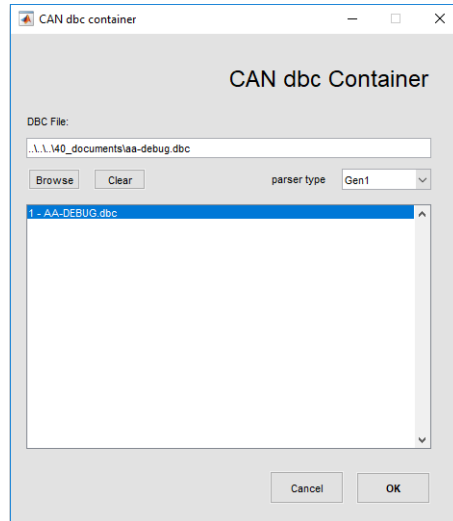 CAN dbc container
CAN dbc Container
DBC File:
..\..\..\40_documents\aa-debug.dbc
Browse Clear parser type Gen1
1 - AA-DEBUG.dbc
Cancel OK